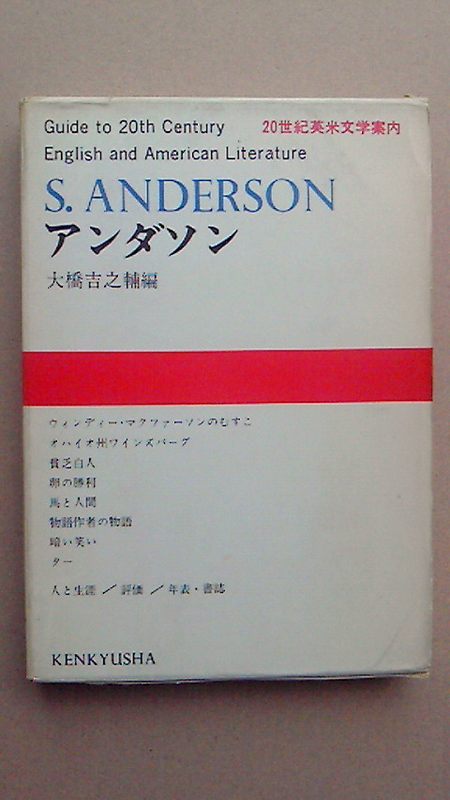 Guide to 20th Century 20世紀英米文学案内
English and American Literature
S. ANDERSON
アンダソン
大橋吉之輔編
ウィンディー・マクファーソンのむすこ
オハイオ州ワインズバーグ
貧乏白人
卵の勝利
馬と人間
物語作者の物語
暗い笑い
ター
人と生涯／評価／年表・書誌
KENKYUSHA